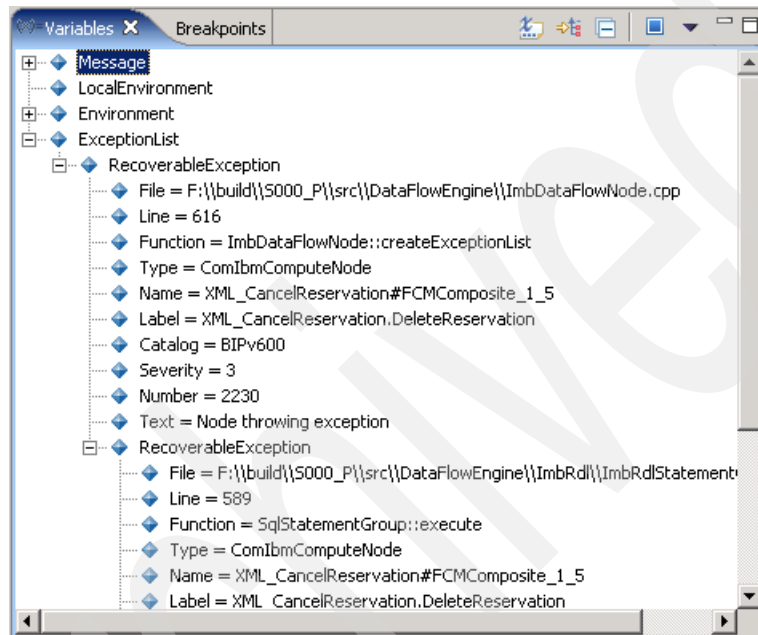 Variables Breakpoints
Message
LocalEnvironment
Environment
ExceptionList
RecoverableException
File = F:\\build\\S000_P\\src\\DataFlowEngine\\ImbDataFlowNode.cpp
Line = 616
Function = ImbDataFlowNode::createExceptionList
Type = ComIbmComputeNode
Name = XML_CancelReservation#FCMComposite_1_5
Label = XML_CancelReservation.DeleteReservation
Catalog = BIPv600
Severity = 3
Number = 2230
Text = Node throwing exception
RecoverableException
File = F:\\build\\S000_P\\src\\DataFlowEngine\\ImbRdl\\ImbRdlStatement
Line = 589
Function = SqlStatementGroup::execute
Type = ComIbmComputeNode
Name = XML_CancelReservation#FCMComposite_1_5
Label = XML_CancelReservation.DeleteReservation